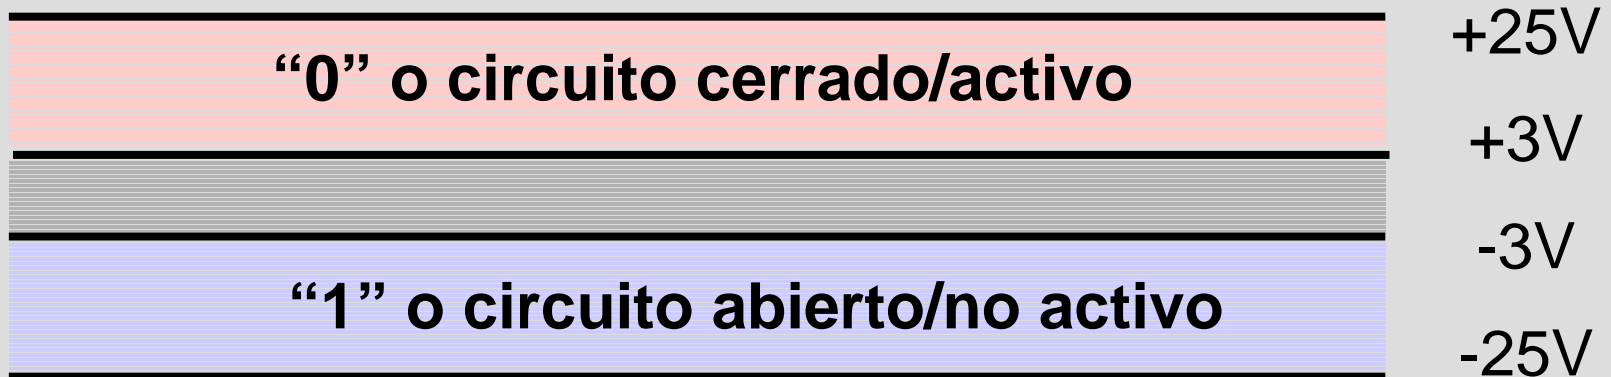 +25V
“0” o circuito cerrado/activo
+3V
-3V
“1” o circuito abierto/no activo
-25V